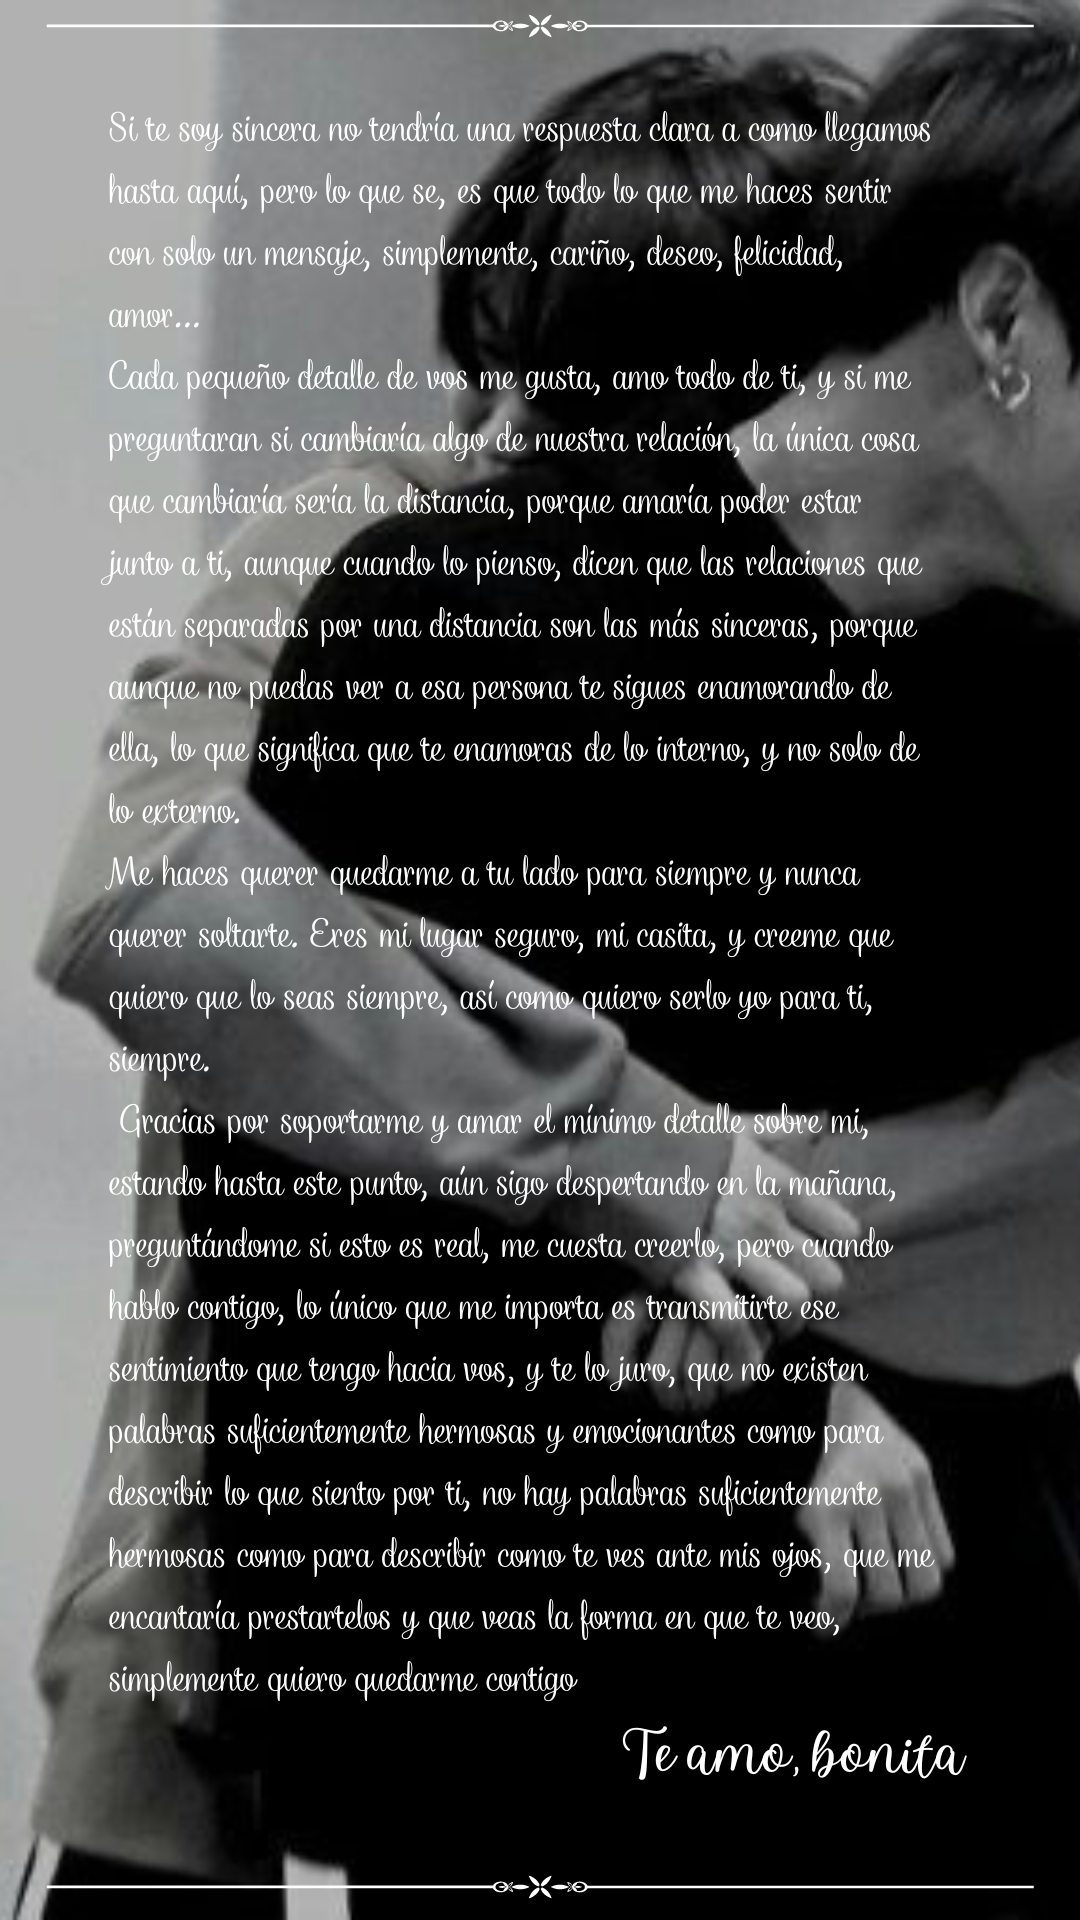 Si te soy sincera no tendría una respuesta clara a como llegamos
hasta aquí, pero lo que se, es que todo lo que me haces sentir
con solo un mensaje, simplemente, cariño, deseo, felicidad,
amor...
Cada pequeño detalle de vos me gusta, amo todo de ti, y si me
preguntaran si cambiaría algo de nuestra relación, la única cosa
que cambiaría sería la distancia, porque amaría poder estar
junto a ti, aunque cuando lo pienso, dicen que las relaciones que
están separadas por una distancia son las más sinceras, porque
aunque no puedas ver a esa persona te sigues enamorando de
ella, lo que significa que te enamoras de lo interno, y no solo de
lo externo.
Me haces querer quedarme a tu lado para siempre y nunca
querer soltarte. Eres mi lugar seguro, mi casita, y creeme que
quiero que lo seas siempre, así como quiero serlo yo para ti,
siempre.
Gracias por soportarme y amar el mínimo detalle sobre mi,
estando hasta este punto, aún sigo despertando en la mañana,
preguntándome si esto es real, me cuesta creerlo, pero cuando
hablo contigo, lo único que me importa es transmitirte ese
sentimiento que tengo hacia vos, y te lo juro, que no existen
palabras suficientemente hermosas y emocionantes como para
describir lo que siento por ti, no hay palabras suficientemente
hermosas como para describir como te ves ante mis ojos, que me
encantaría prestartelos y que veas la forma en que te veo,
simplemente quiero quedarme contigo
Te amo, bonita